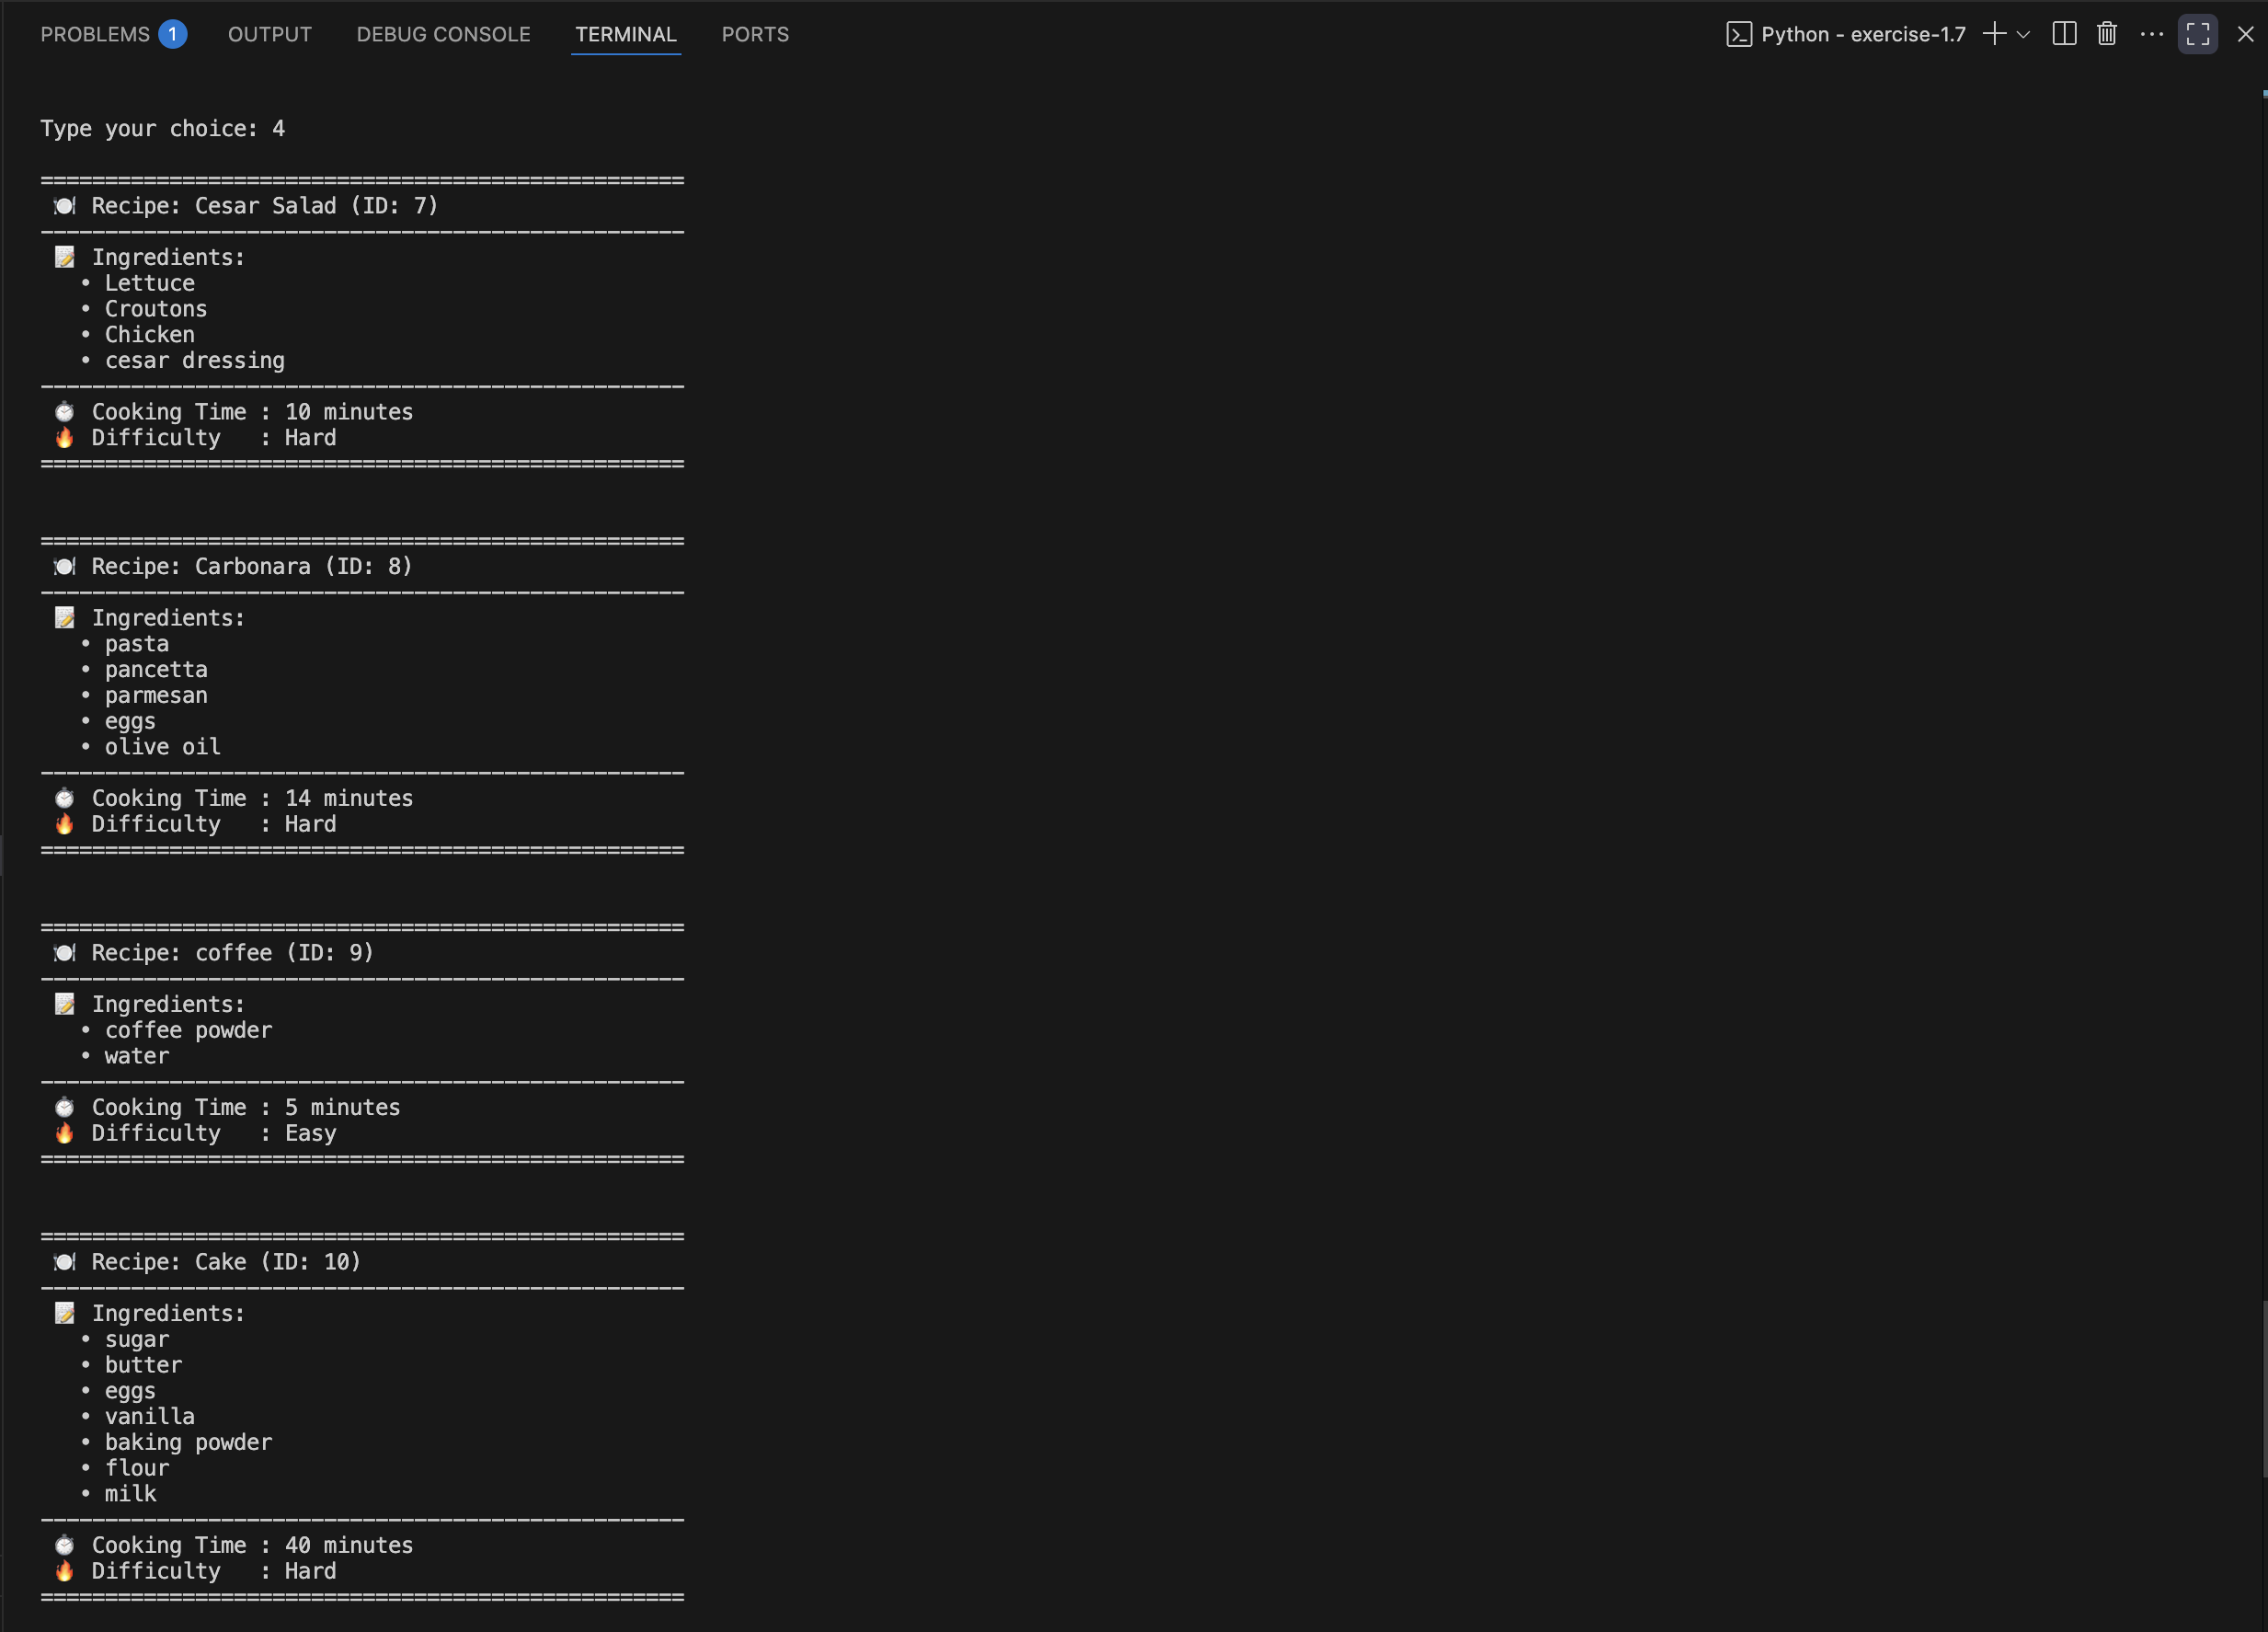 PROBLEMS 1 OUTPUT DEBUG CONSOLE TERMINAL PORTS Python - exercise-1.7
Type your choice: 4
==================================================
🍽 Recipe: Cesar Salad (ID: 7)
--------------------------------------------------
📝 Ingredients:
• Lettuce
• Croutons
• Chicken
• cesar dressing
--------------------------------------------------
⏱ Cooking Time : 10 minutes
🔥 Difficulty   : Hard
==================================================
==================================================
🍽 Recipe: Carbonara (ID: 8)
--------------------------------------------------
📝 Ingredients:
• pasta
• pancetta
• parmesan
• eggs
• olive oil
--------------------------------------------------
⏱ Cooking Time : 14 minutes
🔥 Difficulty   : Hard
==================================================
==================================================
🍽 Recipe: coffee (ID: 9)
--------------------------------------------------
📝 Ingredients:
• coffee powder
• water
--------------------------------------------------
⏱ Cooking Time : 5 minutes
🔥 Difficulty   : Easy
==================================================
==================================================
🍽 Recipe: Cake (ID: 10)
--------------------------------------------------
📝 Ingredients:
• sugar
• butter
• eggs
• vanilla
• baking powder
• flour
• milk
--------------------------------------------------
⏱ Cooking Time : 40 minutes
🔥 Difficulty   : Hard
==================================================